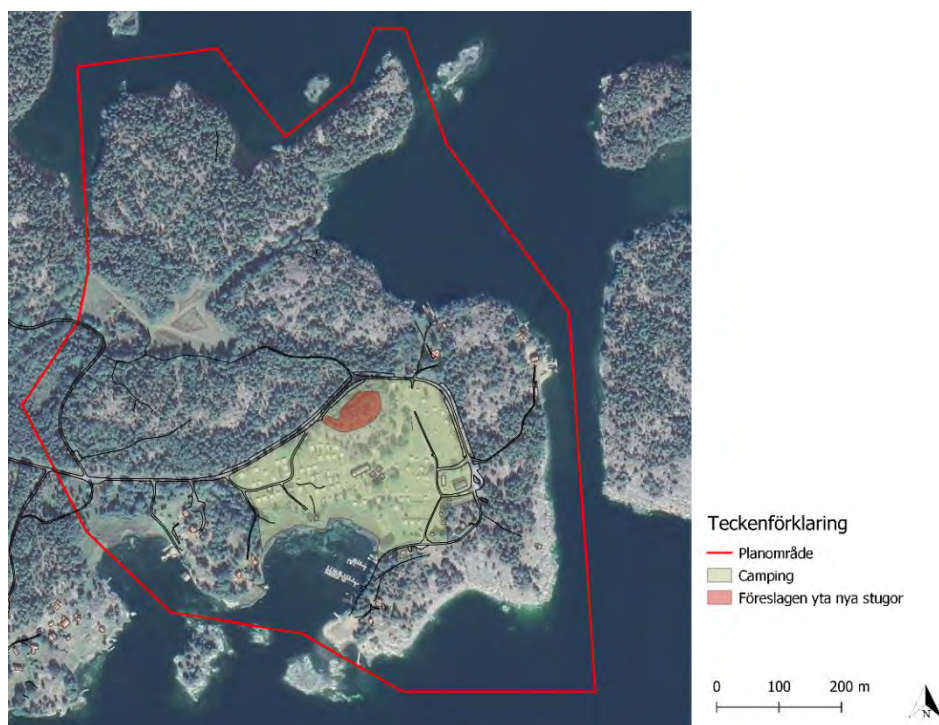 Teckenförklaring
Planområde
Camping
Föreslagen yta nya stugor
0 100 200 m
N